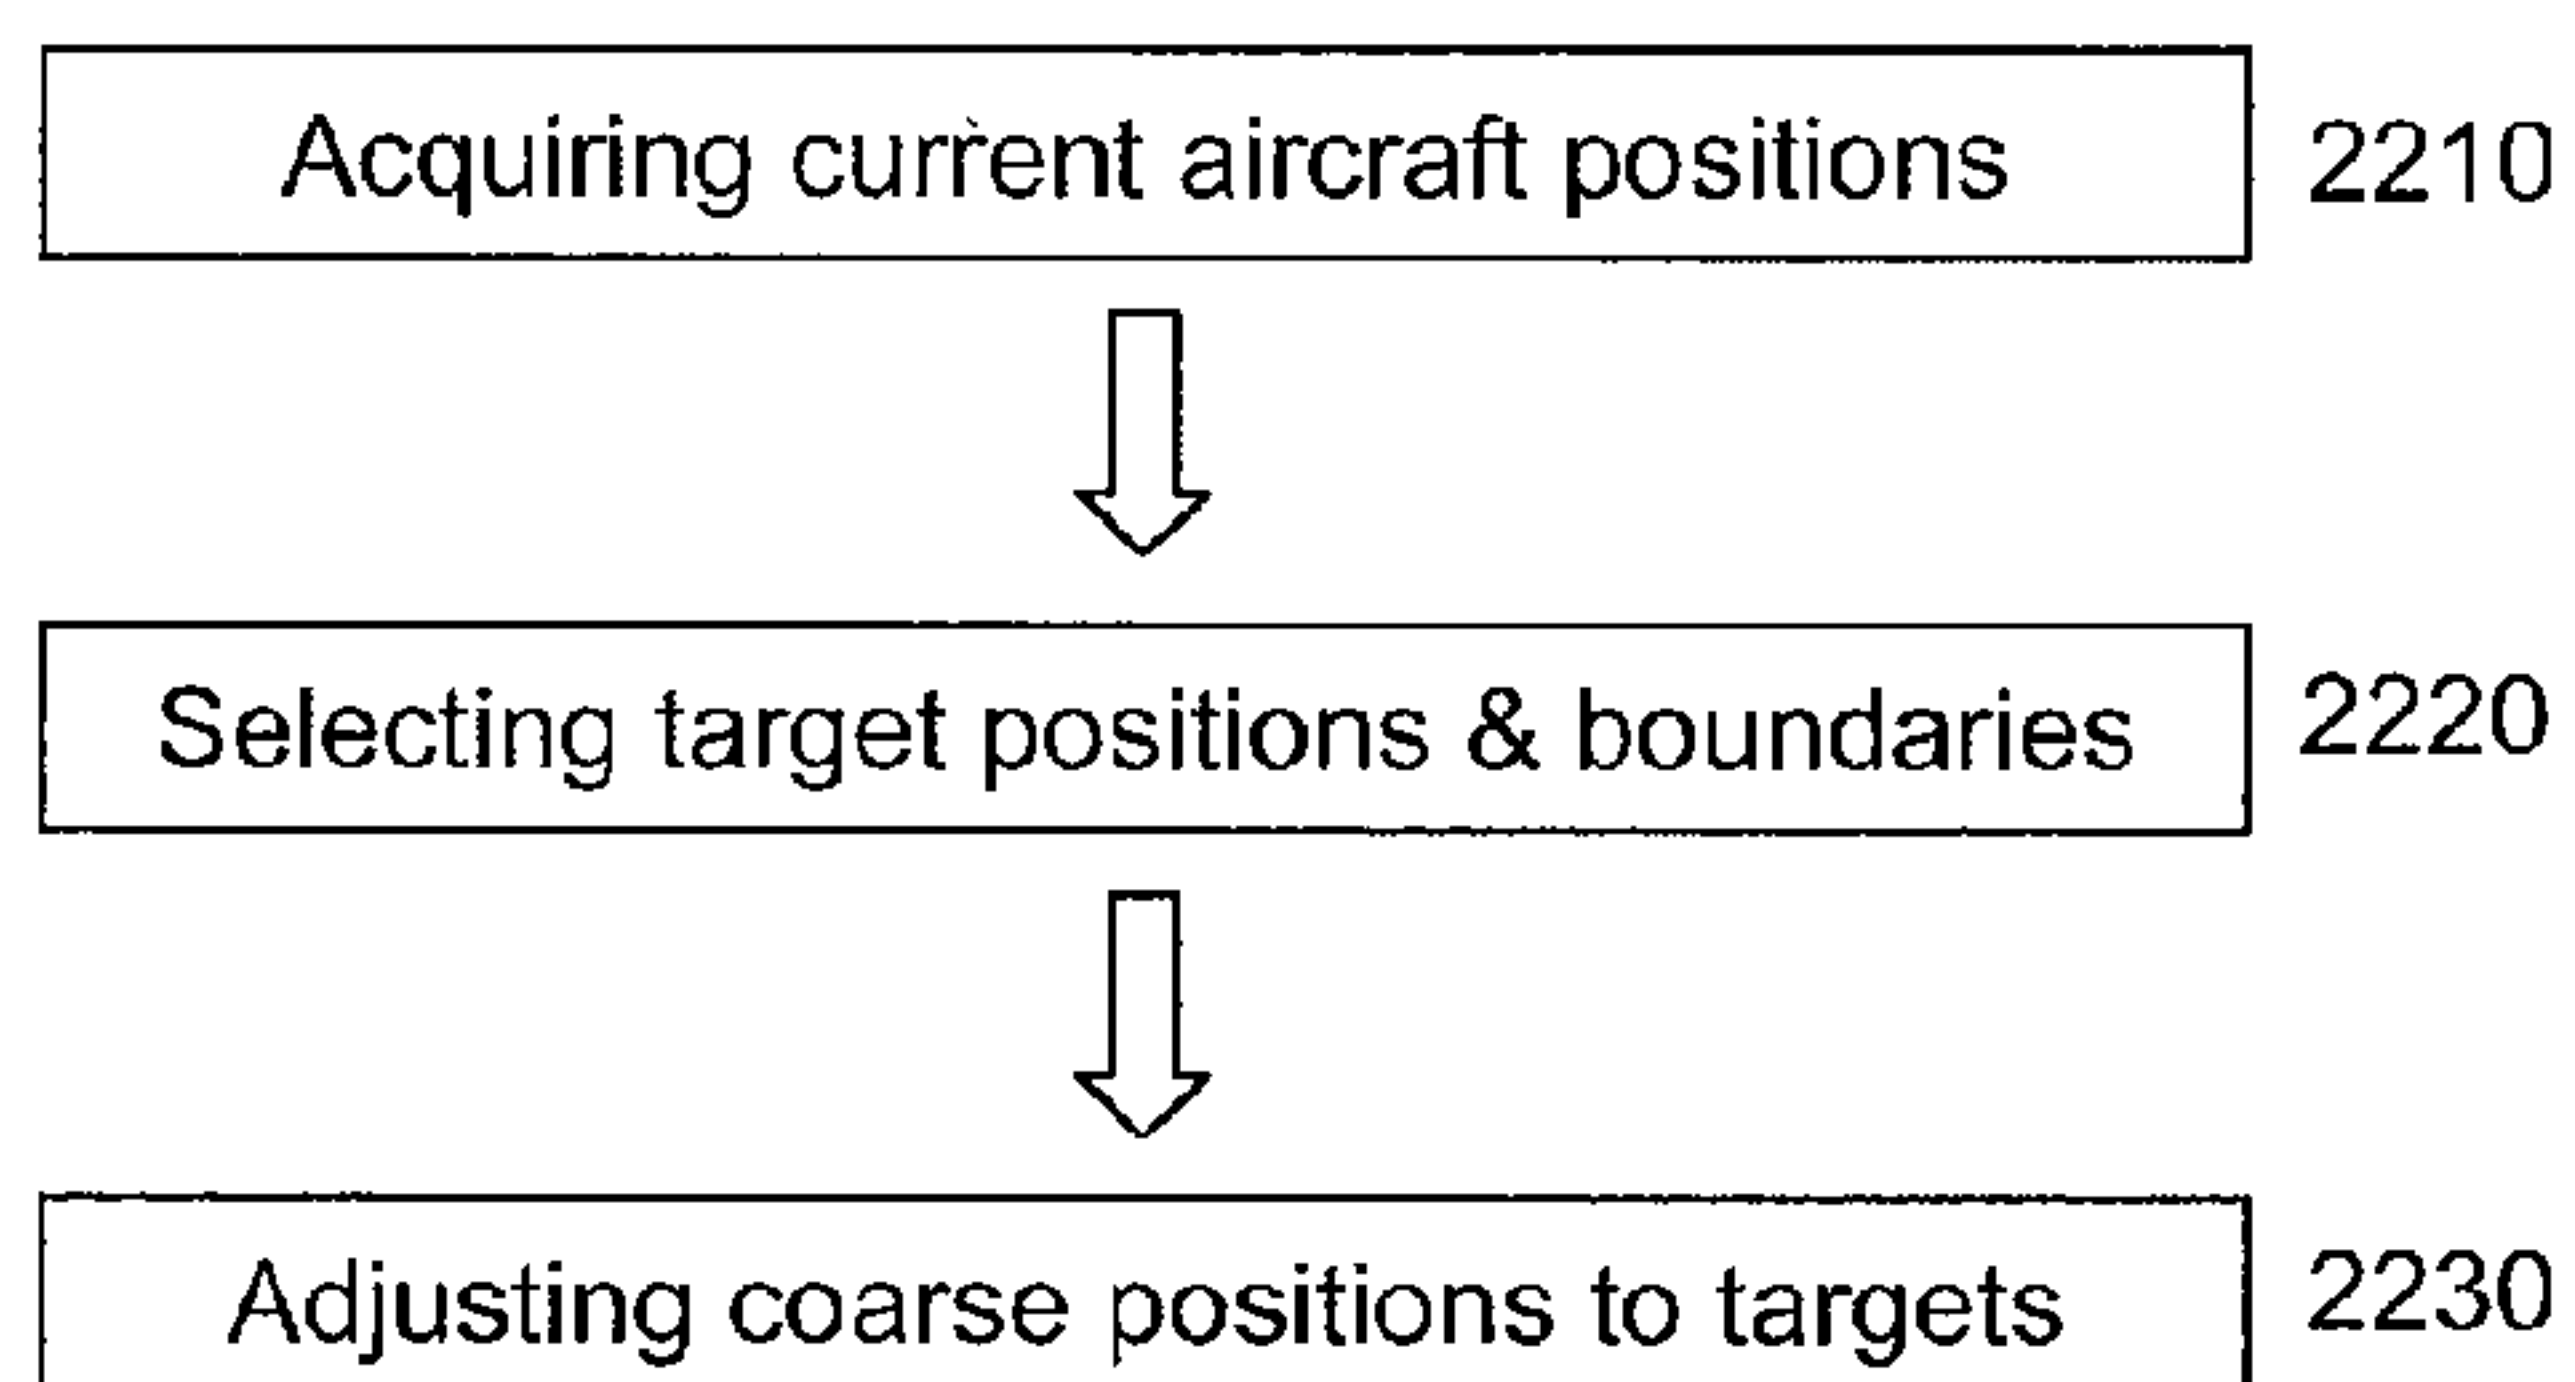 Acquiring current aircraft positions 2210
Selecting target positions & boundaries 2220
Adjusting coarse positions to targets 2230